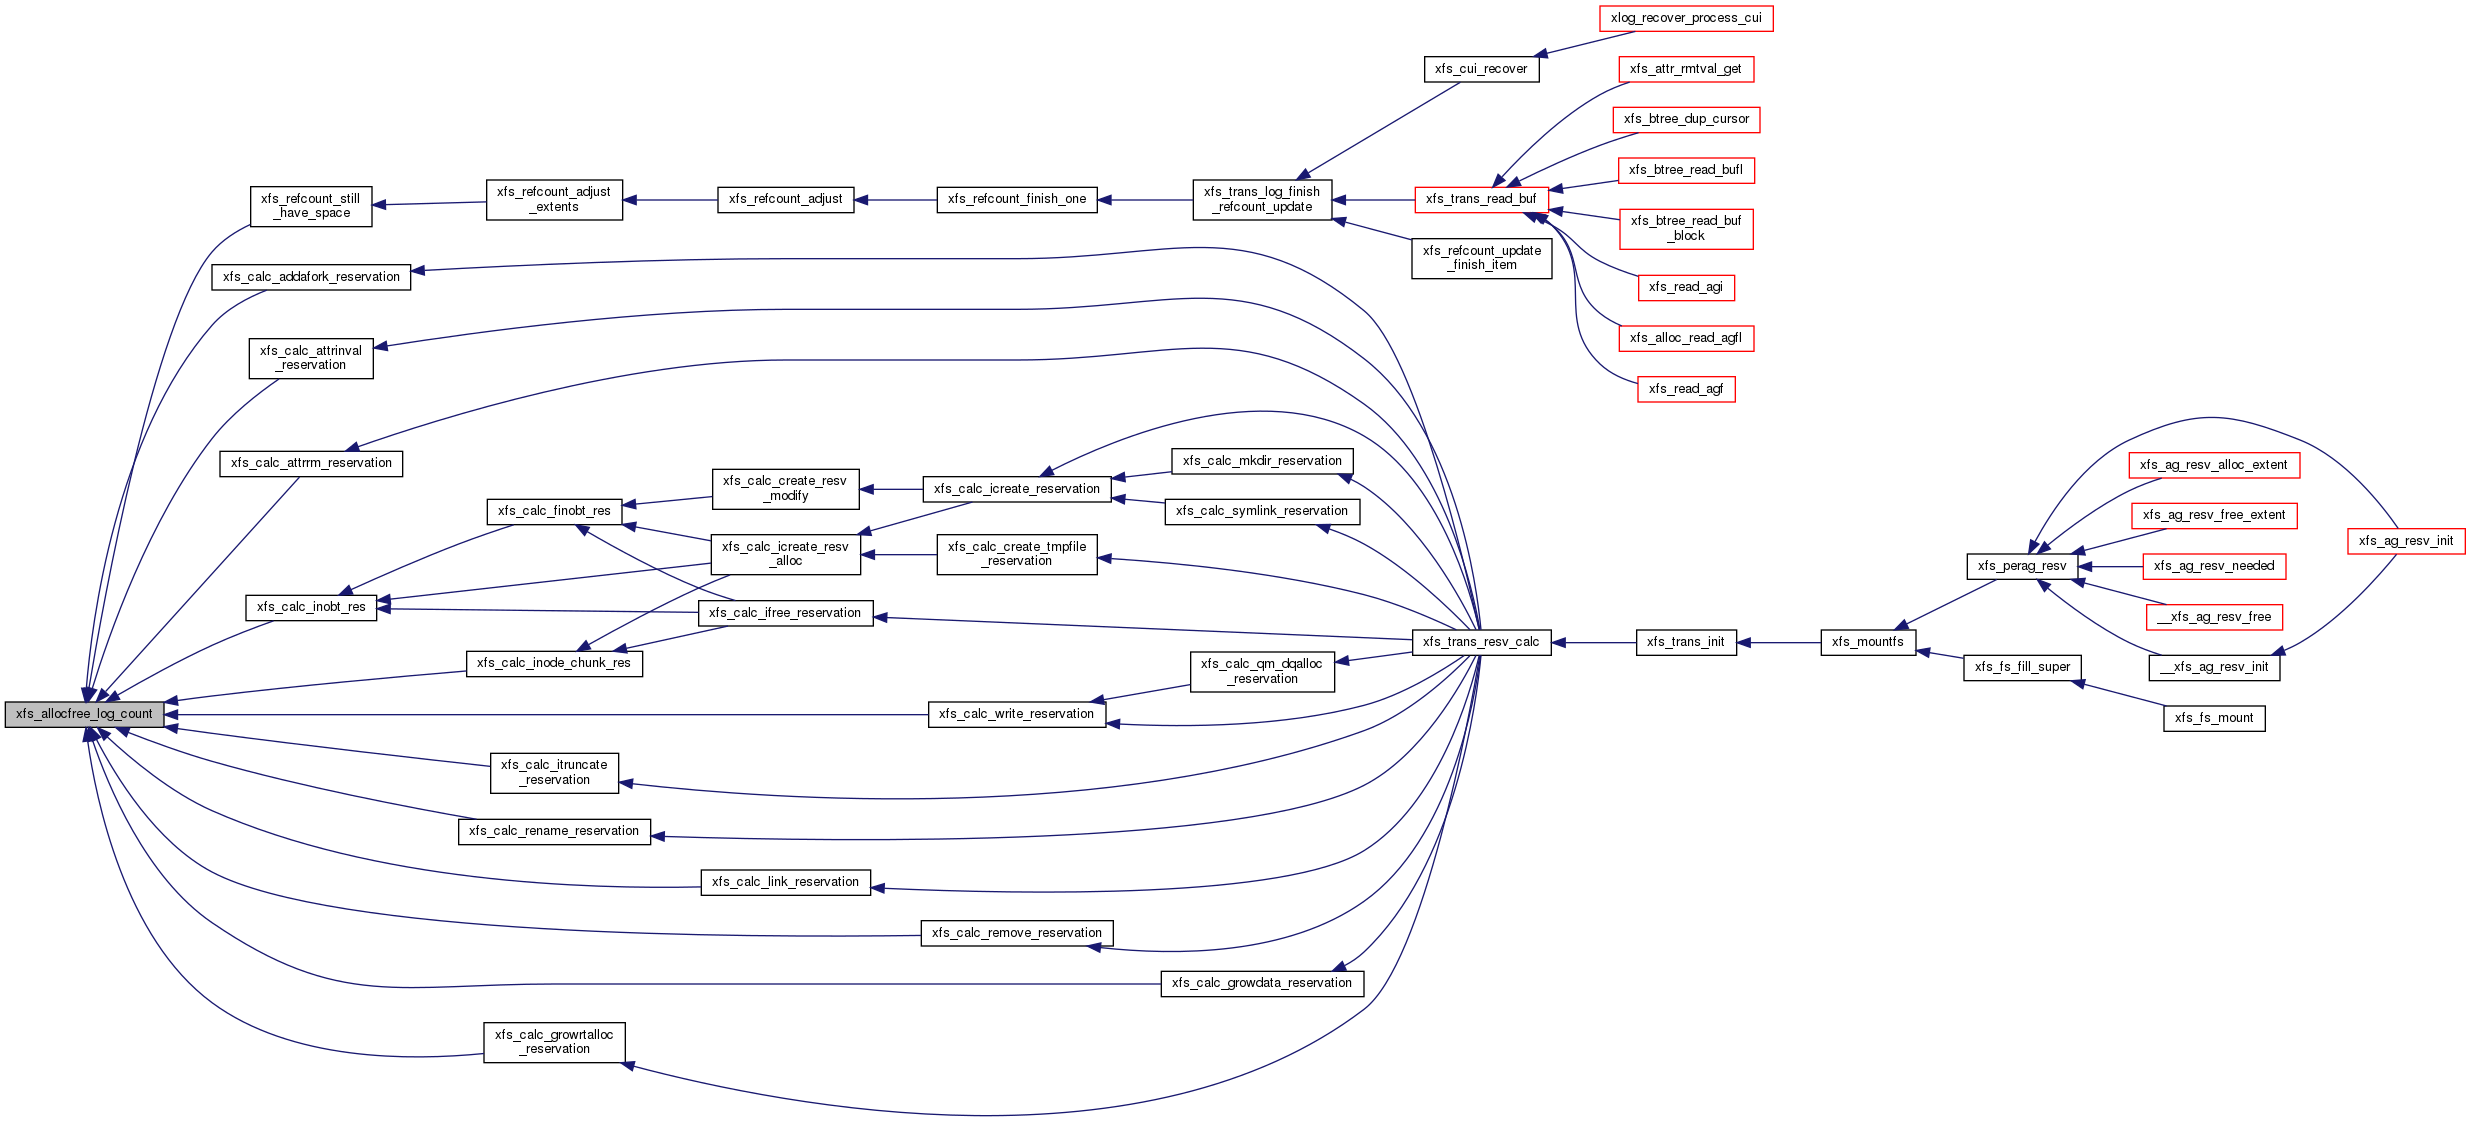 xlog_recover_process_cui
xfs_cui_recover
xfs_attr_rmtval_get
xfs_btree_dup_cursor
xfs_btree_read_bufl
xfs_refcount_still
_have_space
xfs_refcount_adjust
_extents
xfs_refcount_adjust
xfs_refcount_finish_one
xfs_trans_log_finish
_refcount_update
xfs_trans_read_buf
xfs_btree_read_buf
_block
xfs_refcount_update
_finish_item
xfs_calc_addafork_reservation
xfs_read_agi
xfs_alloc_read_agfl
xfs_calc_attrinval
_reservation
xfs_read_agf
xfs_calc_attrrm_reservation
xfs_calc_mkdir_reservation
xfs_ag_resv_alloc_extent
xfs_calc_create_resv
_modify
xfs_calc_icreate_reservation
xfs_calc_finobt_res
xfs_calc_symlink_reservation
xfs_ag_resv_free_extent
xfs_ag_resv_init
xfs_calc_icreate_resv
_alloc
xfs_calc_create_tmpfile
_reservation
xfs_perag_resv
xfs_ag_resv_needed
xfs_calc_inobt_res
xfs_calc_ifree_reservation
__xfs_ag_resv_free
xfs_trans_resv_calc
xfs_trans_init
xfs_mountfs
xfs_calc_inode_chunk_res
xfs_calc_qm_dqalloc
_reservation
xfs_fs_fill_super
__xfs_ag_resv_init
xfs_allocfree_log_count
xfs_calc_write_reservation
xfs_fs_mount
xfs_calc_itruncate
_reservation
xfs_calc_rename_reservation
xfs_calc_link_reservation
xfs_calc_remove_reservation
xfs_calc_growdata_reservation
xfs_calc_growrtalloc
_reservation